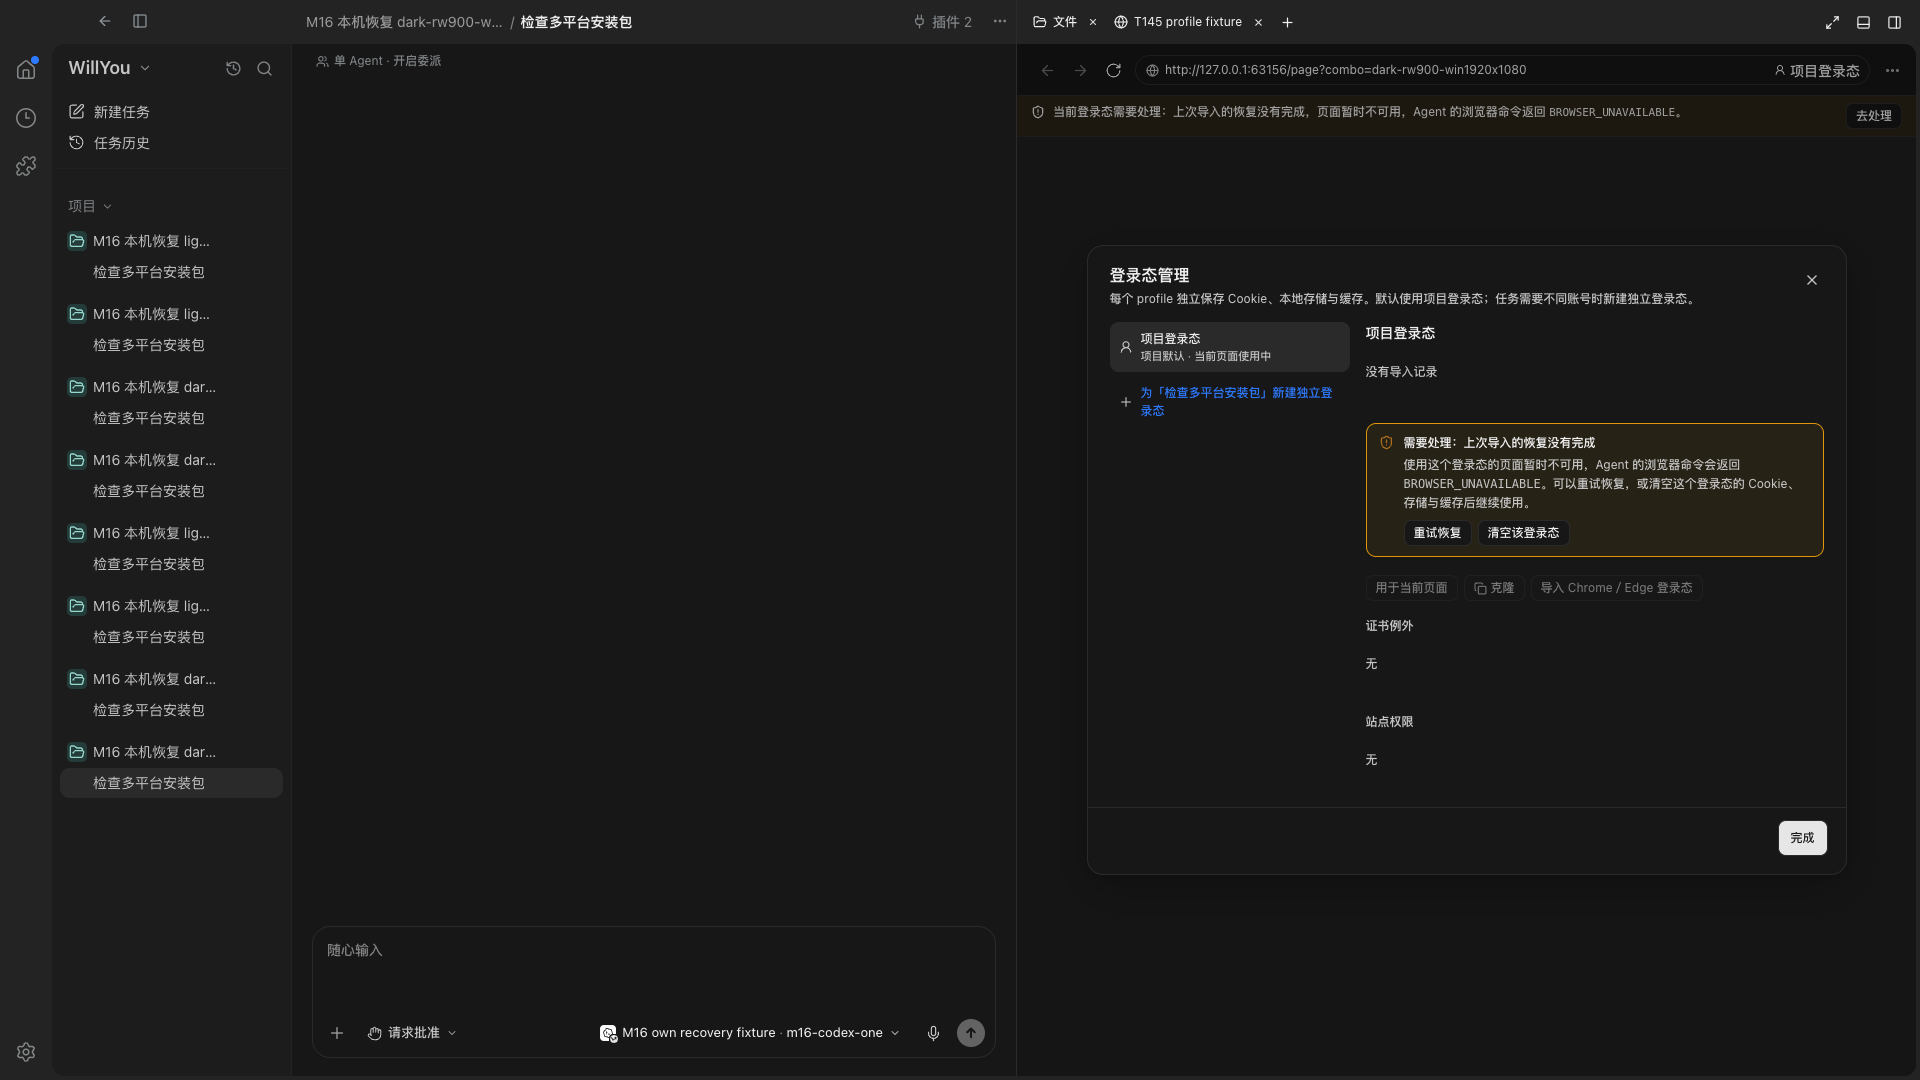 M16 本机恢复 dark-rw900-w... / 检查多平台安装包
插件 2
文件
T145 profile fixture
WillYou
新建任务
任务历史
项目
M16 本机恢复 lig...
检查多平台安装包
M16 本机恢复 lig...
检查多平台安装包
M16 本机恢复 dar...
检查多平台安装包
M16 本机恢复 dar...
检查多平台安装包
M16 本机恢复 lig...
检查多平台安装包
M16 本机恢复 lig...
检查多平台安装包
M16 本机恢复 dar...
检查多平台安装包
M16 本机恢复 dar...
检查多平台安装包
单 Agent · 开启委派
随心输入
请求批准
M16 own recovery fixture · m16-codex-one
http://127.0.0.1:63156/page?combo=dark-rw900-win1920x1080
项目登录态
当前登录态需要处理：上次导入的恢复没有完成，页面暂时不可用，Agent 的浏览器命令返回 BROWSER_UNAVAILABLE。
去处理
登录态管理
每个 profile 独立保存 Cookie、本地存储与缓存。默认使用项目登录态；任务需要不同账号时新建独立登录态。
项目登录态
项目默认 · 当前页面使用中
为「检查多平台安装包」新建独立登
录态
项目登录态
没有导入记录
需要处理：上次导入的恢复没有完成
使用这个登录态的页面暂时不可用，Agent 的浏览器命令会返回
BROWSER_UNAVAILABLE。可以重试恢复，或清空这个登录态的 Cookie、
存储与缓存后继续使用。
重试恢复
清空该登录态
用于当前页面
克隆
导入 Chrome / Edge 登录态
证书例外
无
站点权限
无
完成